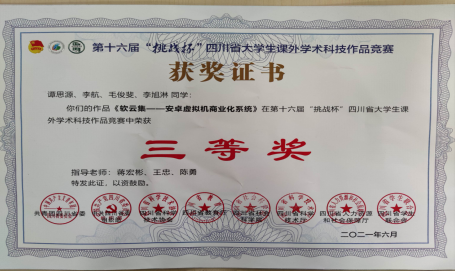 第十六届“挑战杯”四川省大学生课外学术科技作品竞赛
获奖证书
谭思源、李航、毛俊斐、李旭淋 同学：
你们的作品《软云集——安卓虚拟机商业化系统》在第十六届“挑战杯”四川省大学生课
外学术科技作品竞赛中荣获
三等奖
指导老师：蒋宏彬、王忠、陈勇
特发此证，以资鼓励。
二〇二一年六月